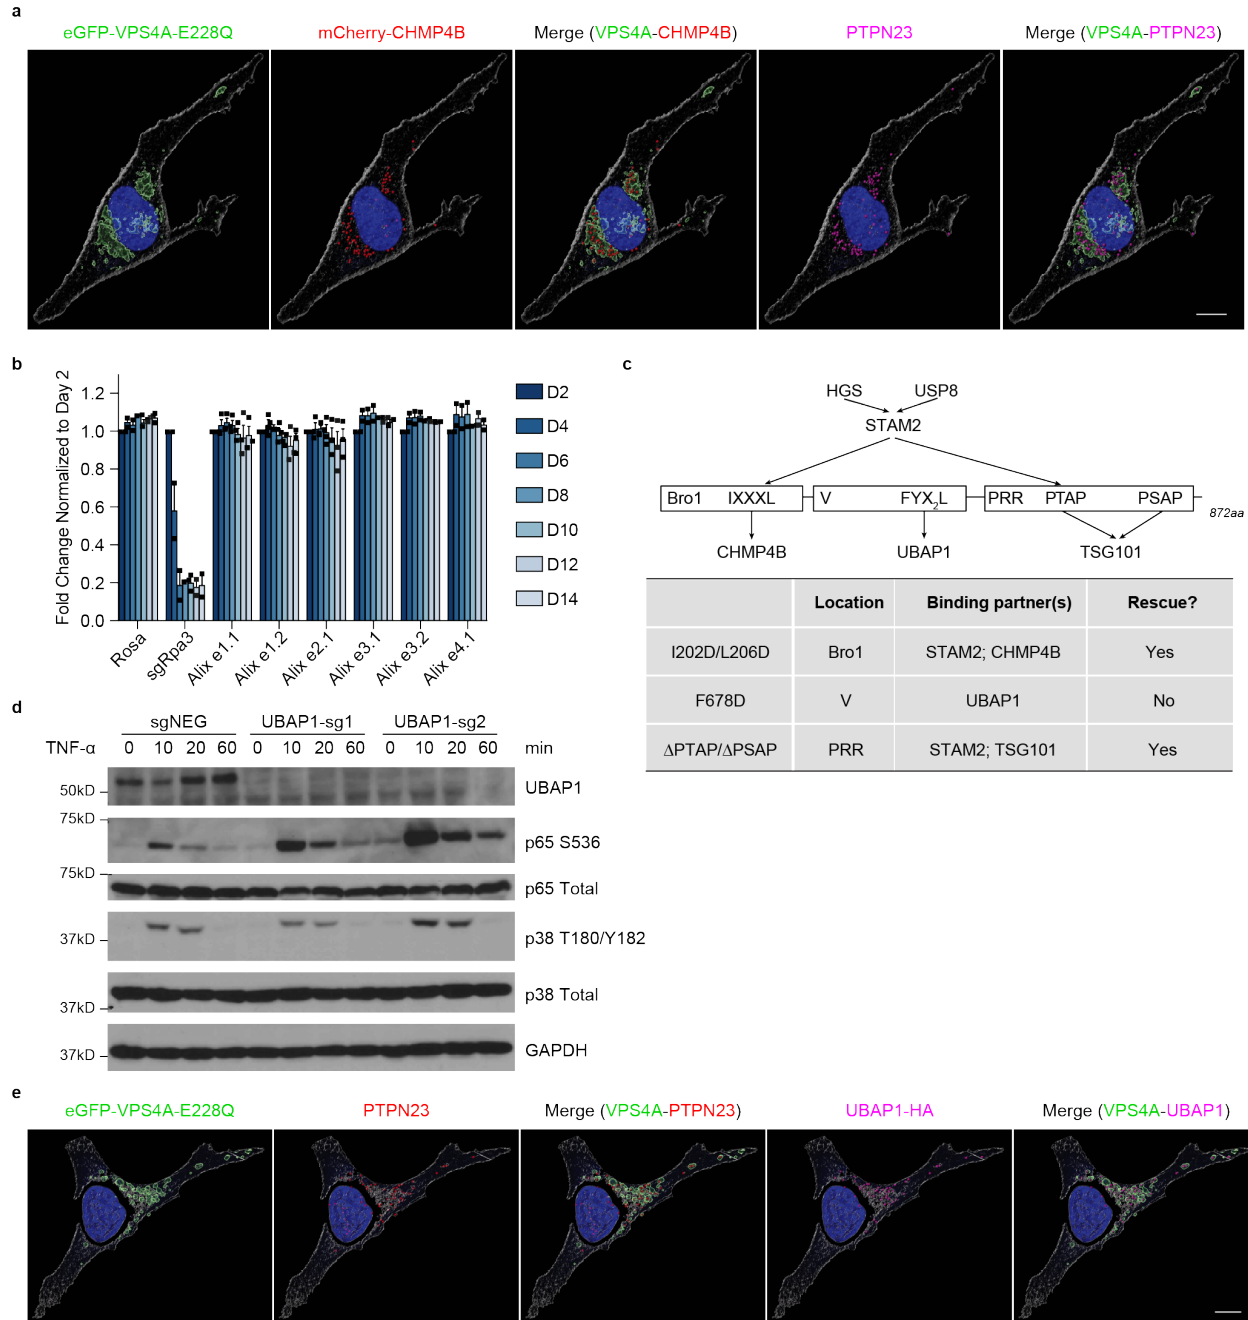 a
eGFP-VPS4A-E228Q
mCherry-CHMP4B
Merge (VPS4A-CHMP4B)
PTPN23
Merge (VPS4A-PTPN23)
b
Fold Change Normalized to Day 2
1.2
1.0
0.8
0.6
0.4
0.2
0.0
Rosa
sgRpa3
Alix e1.1
Alix e1.2
Alix e2.1
Alix e3.1
Alix e3.2
Alix e4.1
D2
D4
D6
D8
D10
D12
D14
c
HGS USP8
STAM2
Bro1 IXXXL V FYX2L PRR PTAP PSAP
872aa
CHMP4B UBAP1 TSG101
Location Binding partner(s) Rescue?
I202D/L206D Bro1 STAM2; CHMP4B Yes
F678D V UBAP1 No
ΔPTAP/ΔPSAP PRR STAM2; TSG101 Yes
d
sgNEG UBAP1-sg1 UBAP1-sg2
TNF-α 0 10 20 60 0 10 20 60 0 10 20 60 min
50kD UBAP1
75kD
p65 S536
75kD
p65 Total
37kD p38 T180/Y182
p38 Total
37kD
37kD GAPDH
e
eGFP-VPS4A-E228Q
PTPN23
Merge (VPS4A-PTPN23)
UBAP1-HA
Merge (VPS4A-UBAP1)